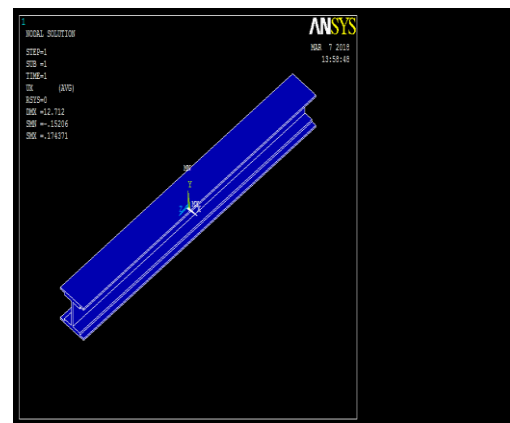 1
NODAL SOLUTION
STEP=1
SUB =1
TIME=1
UX (AVG)
RSYS=0
DMX =12.712
SMN =-.15206
SMX =.174371
ANSYS
MAR 7 2018
13:58:48
MN
Y